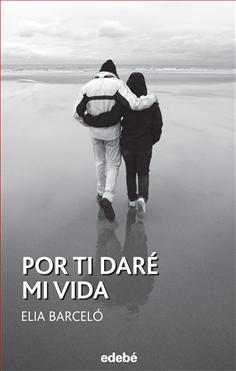 POR TI DARÉ
MI VIDA
ELIA BARCELÓ
edebé